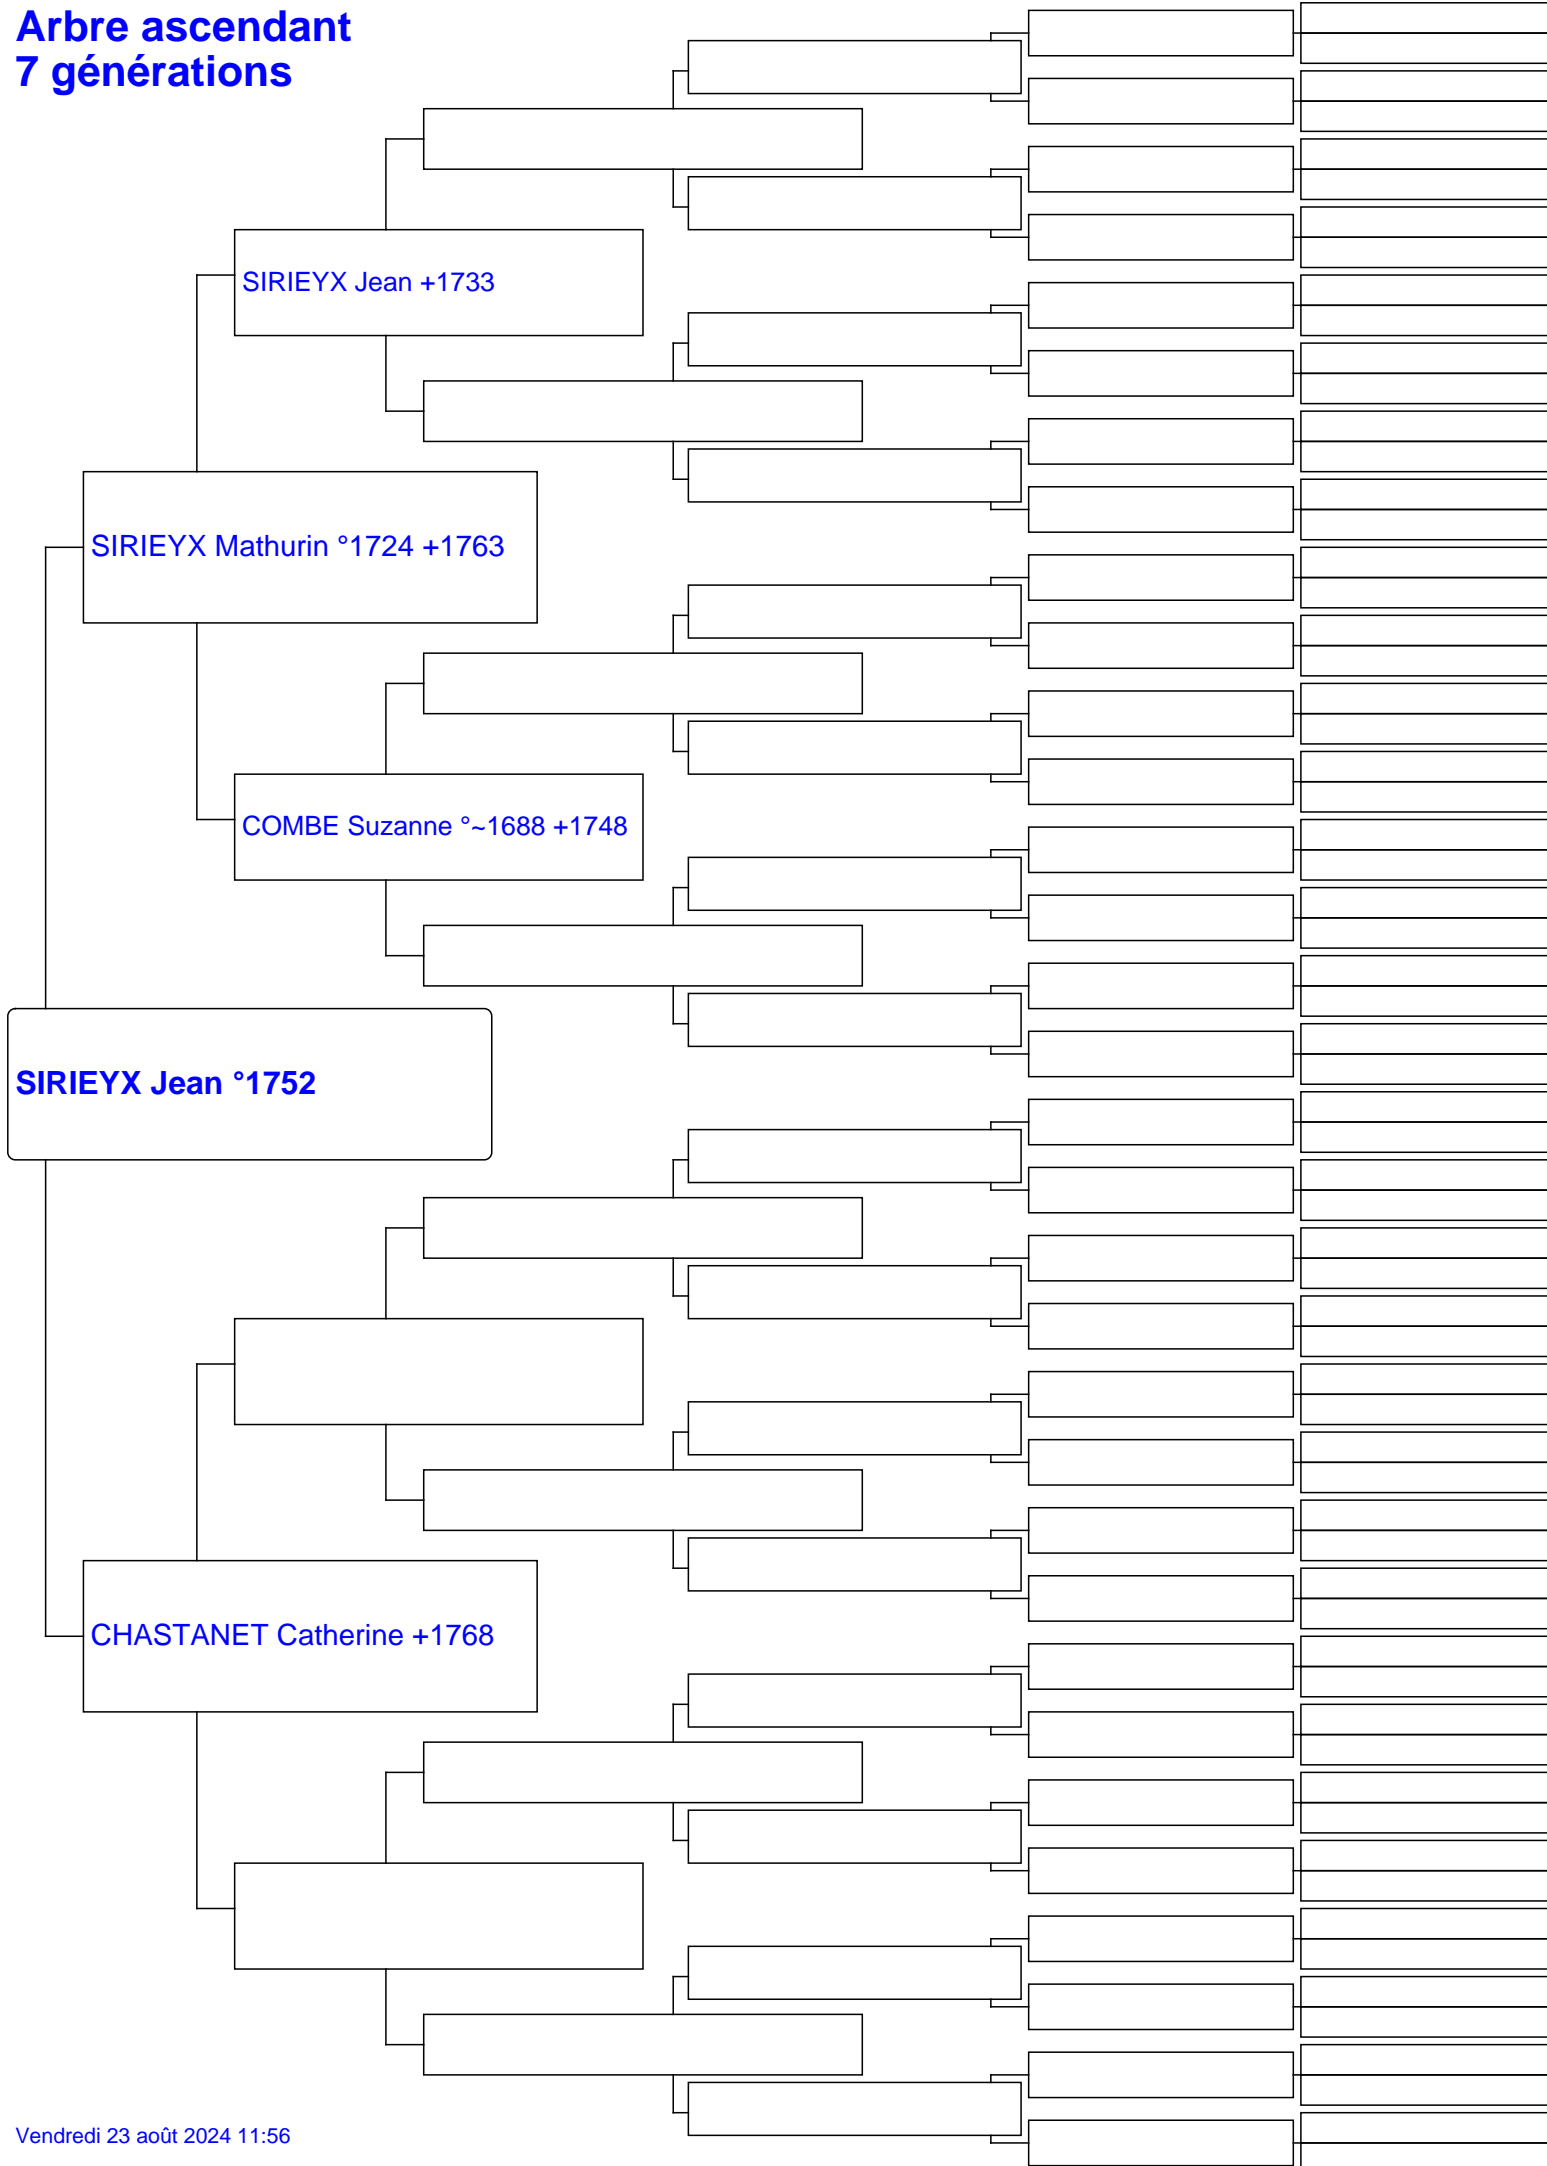 Arbre ascendant
7 générations
SIRIEYX Jean +1733
SIRIEYX Mathurin °1724 +1763
COMBE Suzanne °~1688 +1748
SIRIEYX Jean °1752
CHASTANET Catherine +1768
Vendredi 23 août 2024 11:56